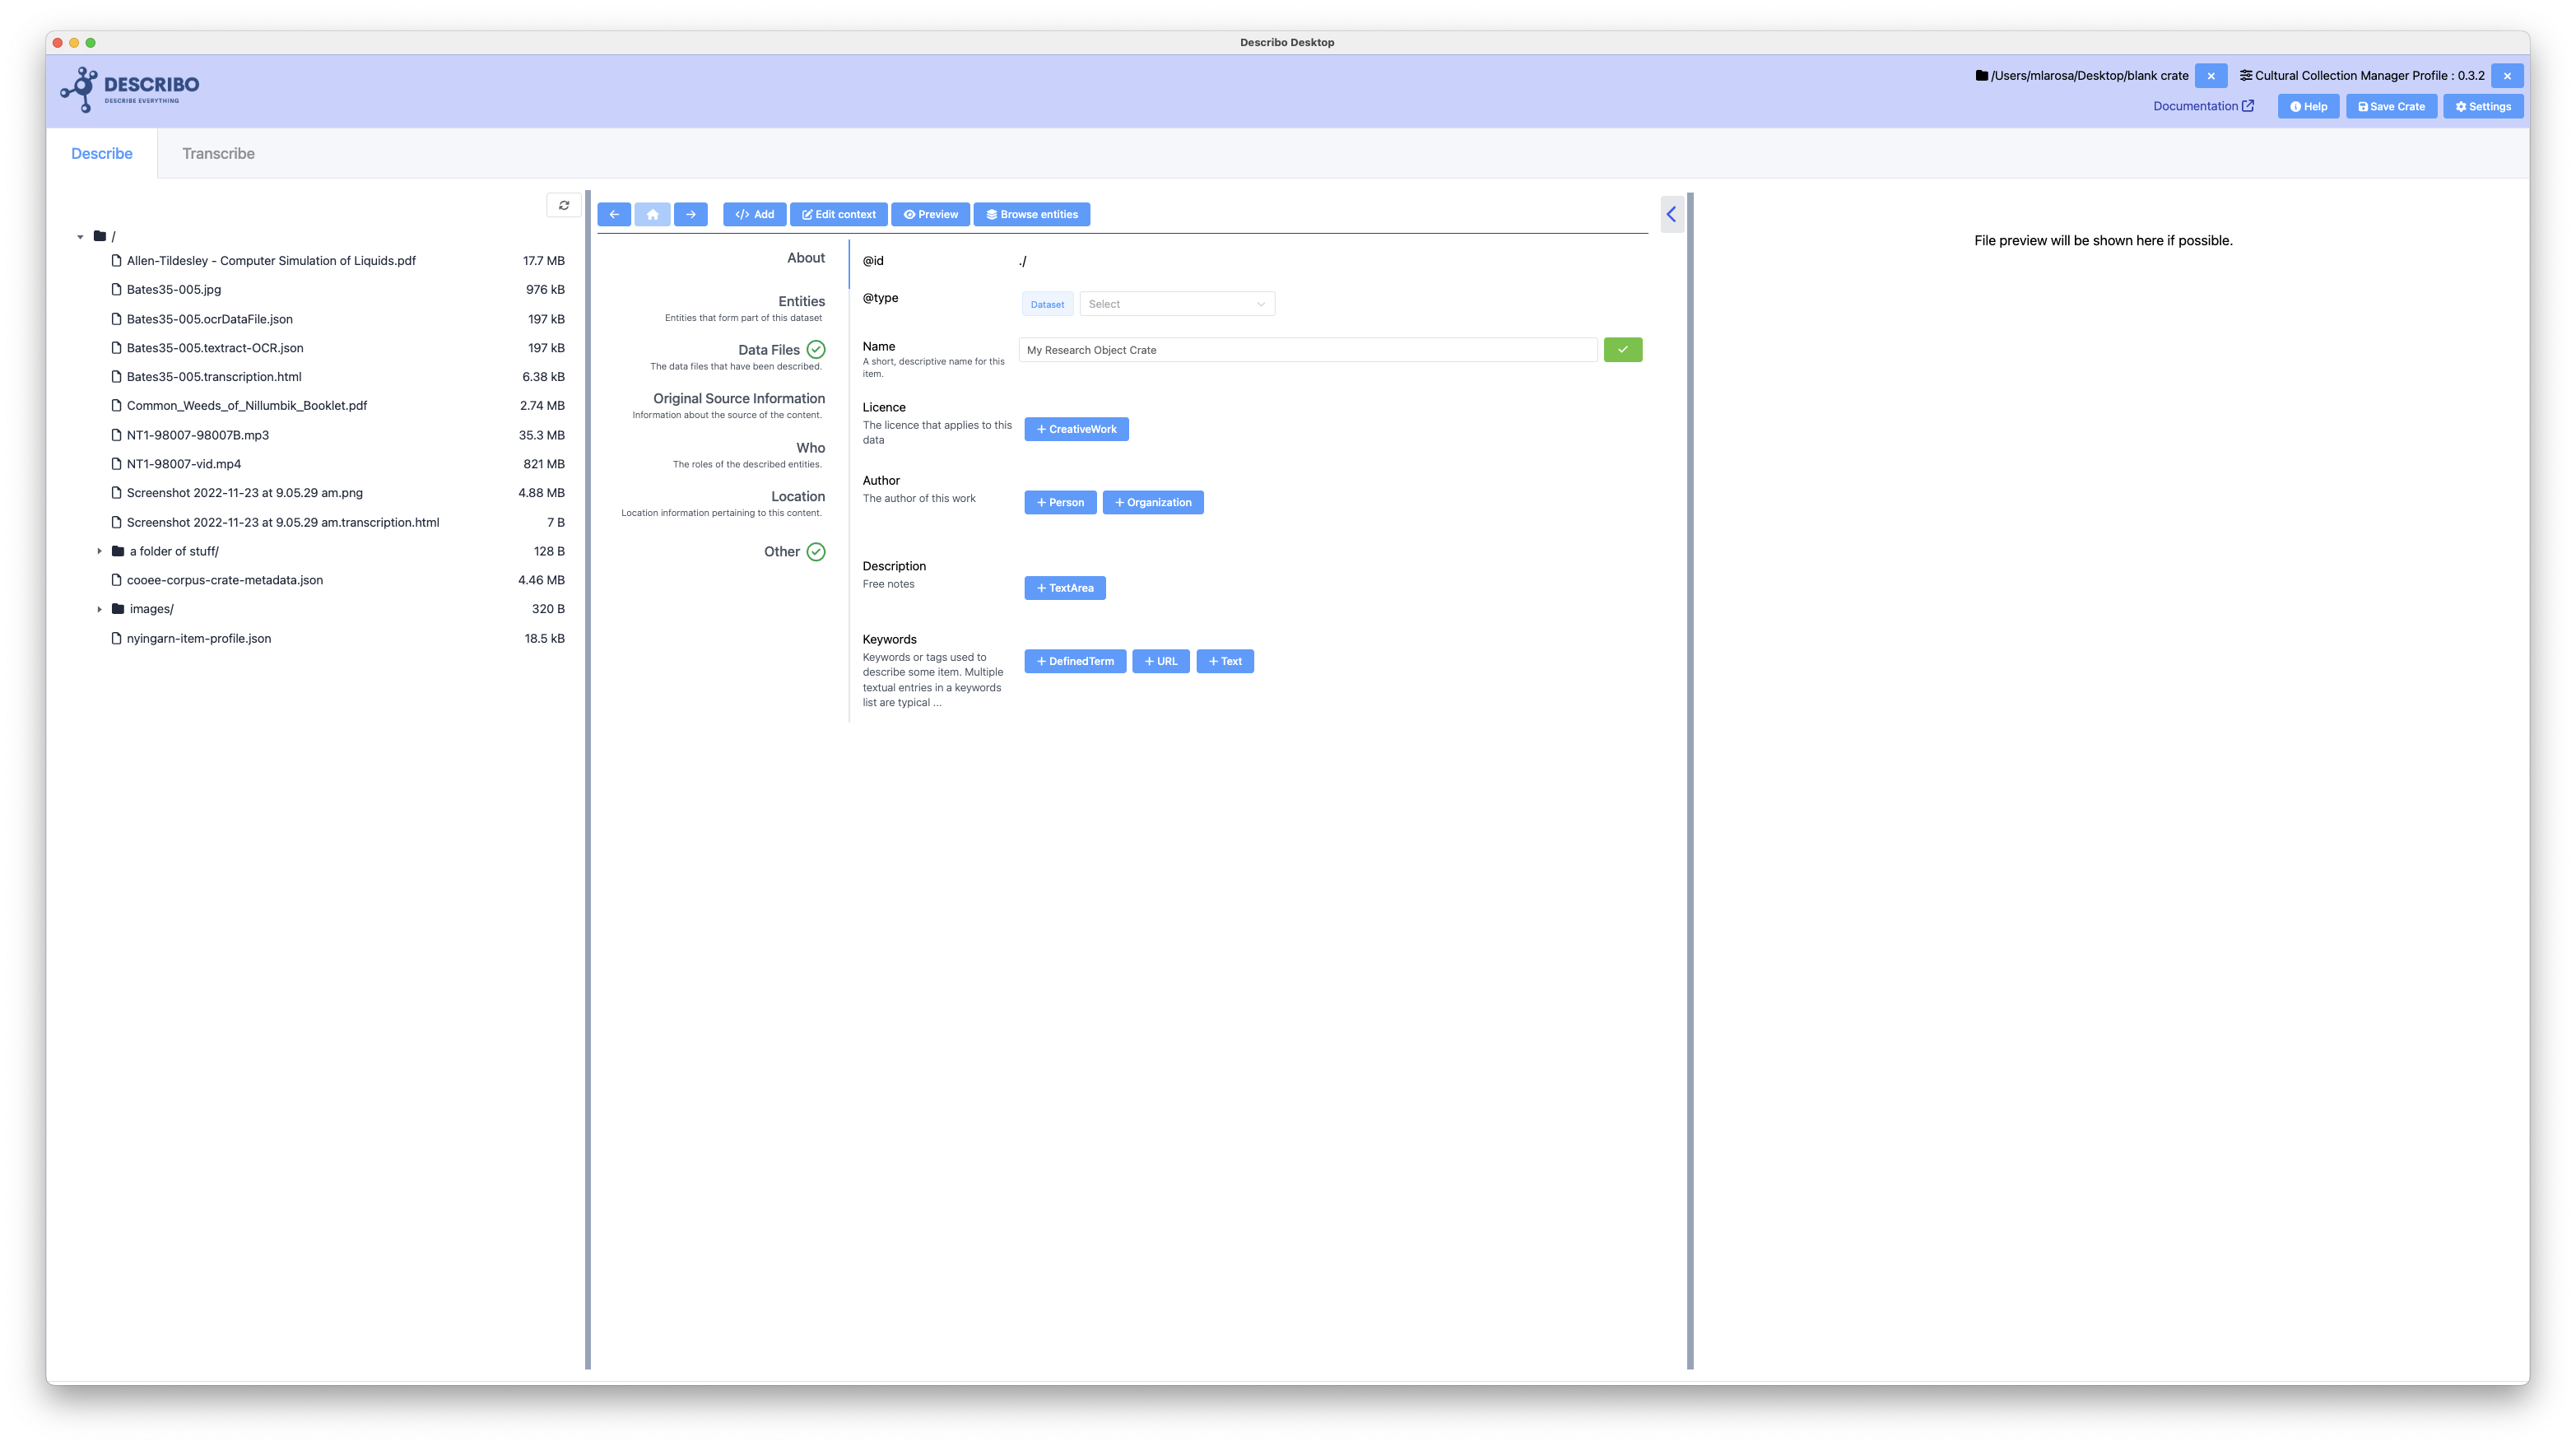 Describo Desktop
DESCRIBO
DESCRIBE EVERYTHING
/Users/mlarosa/Desktop/blank crate
Cultural Collection Manager Profile : 0.3.2
Documentation
Help
Save Crate
Settings
Describe
Transcribe
/
Allen-Tildesley - Computer Simulation of Liquids.pdf 17.7 MB
Bates35-005.jpg 976 kB
Bates35-005.ocrDataFile.json 197 kB
Bates35-005.textract-OCR.json 197 kB
Bates35-005.transcription.html 6.38 kB
Common_Weeds_of_Nillumbik_Booklet.pdf 2.74 MB
NT1-98007-98007B.mp3 35.3 MB
NT1-98007-vid.mp4 821 MB
Screenshot 2022-11-23 at 9.05.29 am.png 4.88 MB
Screenshot 2022-11-23 at 9.05.29 am.transcription.html 7 B
a folder of stuff/ 128 B
cooee-corpus-crate-metadata.json 4.46 MB
images/ 320 B
nyingarn-item-profile.json 18.5 kB
</> Add
Edit context
Preview
Browse entities
About
Entities
Entities that form part of this dataset
Data Files
The data files that have been described.
Original Source Information
Information about the source of the content.
Who
The roles of the described entities.
Location
Location information pertaining to this content.
Other
@id ./
@type Dataset Select
Name
A short, descriptive name for this
item.
My Research Object Crate
Licence
The licence that applies to this
data
+ CreativeWork
Author
The author of this work
+ Person + Organization
Description
Free notes
+ TextArea
Keywords
Keywords or tags used to
describe some item. Multiple
textual entries in a keywords
list are typical ...
+ DefinedTerm + URL + Text
File preview will be shown here if possible.